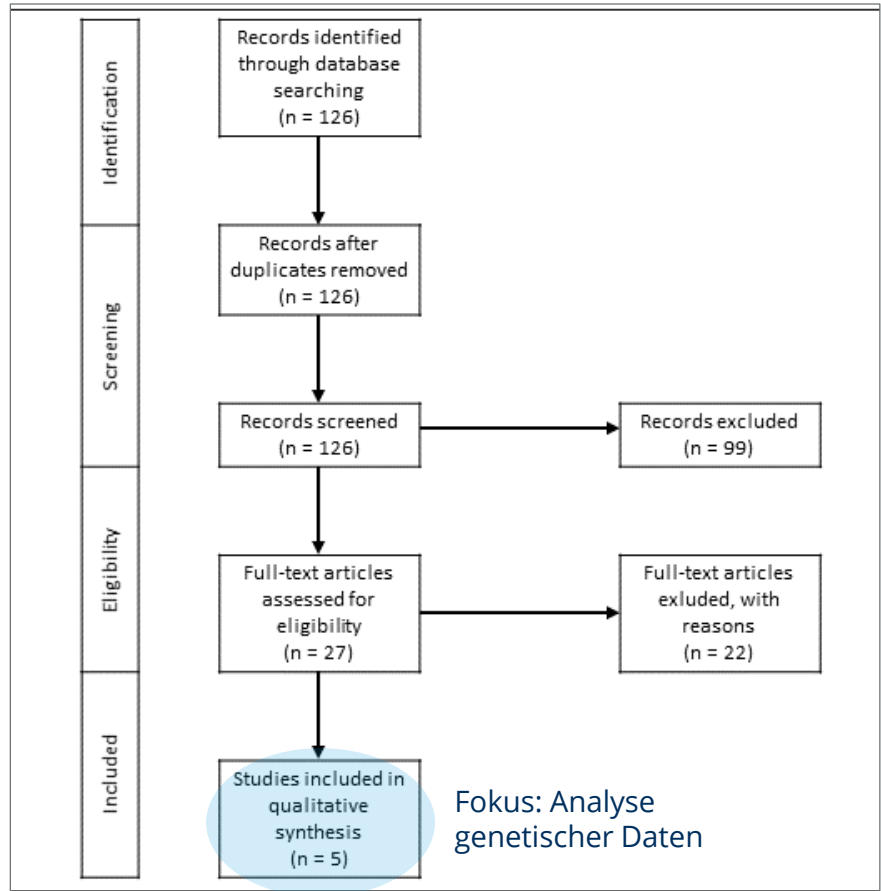 Identification
Records identified
through database
searching
(n = 126)
Screening
Records after
duplicates removed
(n = 126)
Records screened
(n = 126)
Records excluded
(n = 99)
Eligibility
Full-text articles
assessed for
eligibility
(n = 27)
Full-text articles
exluded, with
reasons
(n = 22)
Included
Studies included in
qualitative
synthesis
(n = 5)
Fokus: Analyse
genetischer Daten